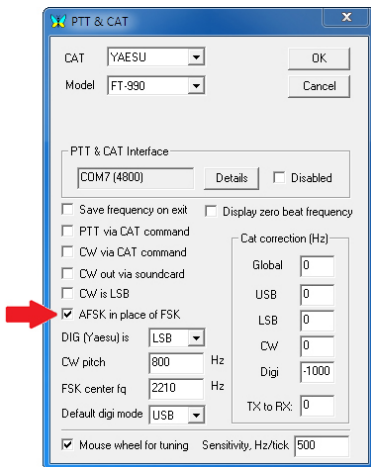 PTT & CAT
x
CAT YAESU OK
Model FT-990 Cancel
PTT & CAT Interface
COM7 (4800) Details Disabled
Save frequency on exit Display zero beat frequency
PTT via CAT command
CW via CAT command
CW out via soundcard
CW is LSB
AFSK in place of FSK
DIG (Yaesu) is LSB
CW pitch 800 Hz
FSK center fq 2210 Hz
Default digi mode USB
Cat correction (Hz)
Global 0
USB 0
LSB 0
CW 0
Digi -1000
TX to RX: 0
Mouse wheel for tuning Sensitivity, Hz/tick 500